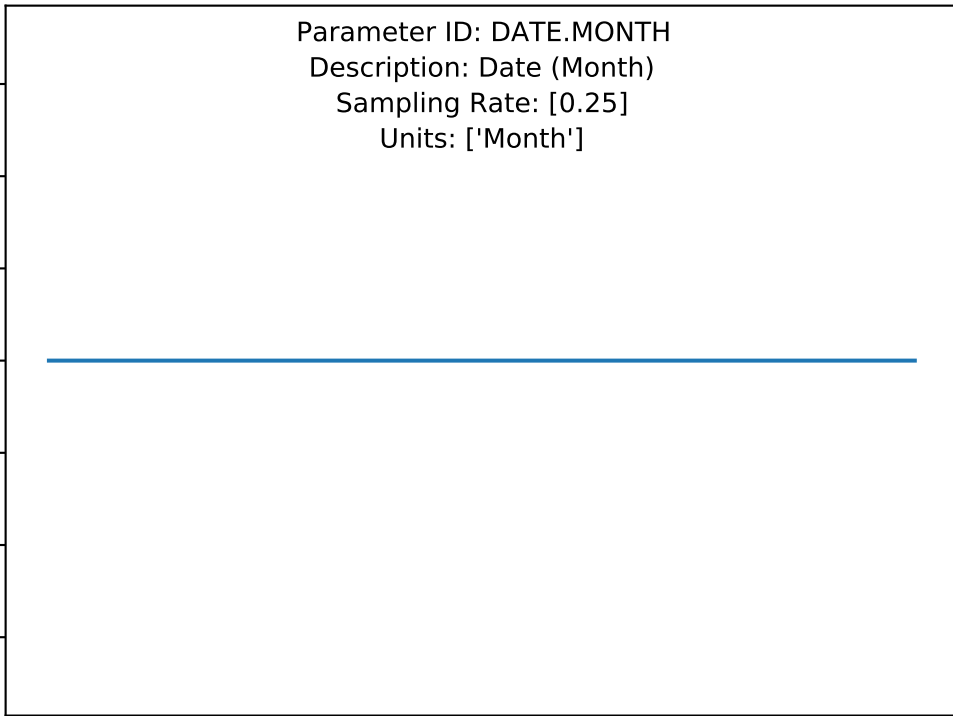 Parameter ID: DATE.MONTH
Description: Date (Month)
Sampling Rate: [0.25]
Units: ['Month']